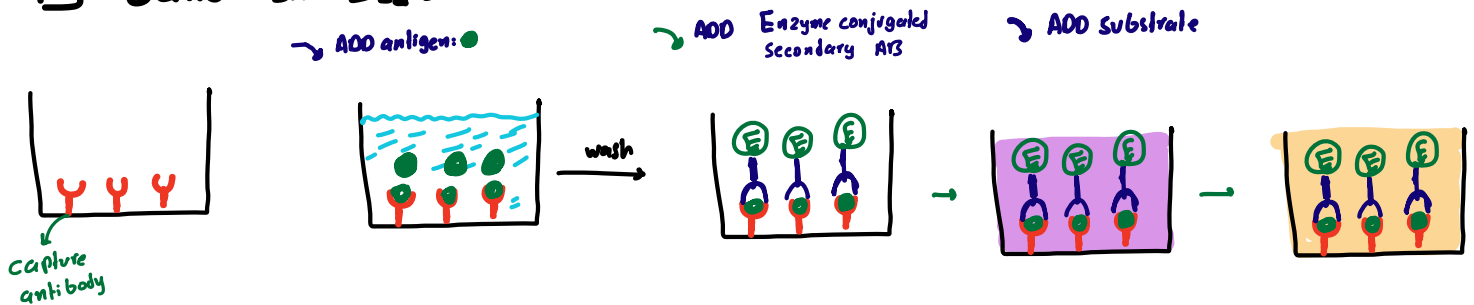 ADD antigen:
ADD Enzyme conjugated
secondary AB
ADD substrate
wash
E E E
E E E
E E E
capture
antibody